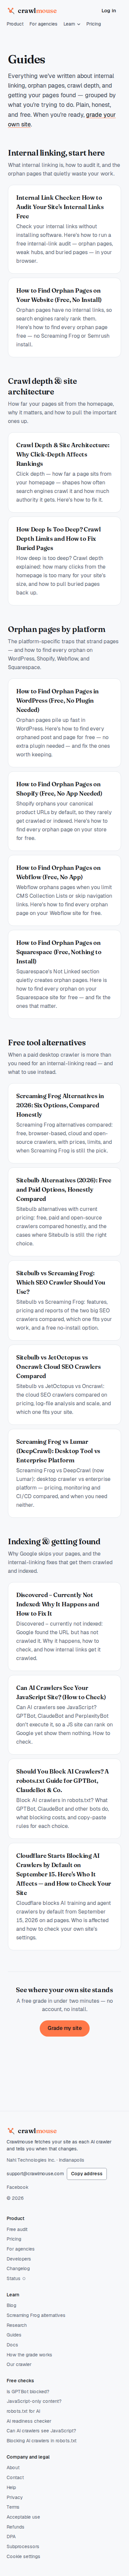 crawlmouse
Log in
Product For agencies Learn Pricing
Guides
Everything we've written about internal
linking, orphan pages, crawl depth, and
getting your pages found — grouped by
what you're trying to do. Plain, honest,
and free. When you're ready, grade your
own site.
Internal linking, start here
What internal linking is, how to audit it, and the
orphan pages that quietly waste it.
Internal Link Checker: How to
Audit Your Site's Internal Links
Free
Check your internal links without
installing software. Here's how to run a
free internal-link audit — orphan pages,
weak hubs, and buried pages — in your
browser.
How to Find Orphan Pages on
Your Website (Free, No Install)
Orphan pages have no internal links, so
search engines rarely find them.
Here's how to find every orphan page
free — no Screaming Frog or Semrush
install.
Crawl depth & site
architecture
How far your pages sit from the homepage,
why it matters, and how to pull the important
ones up.
Crawl Depth & Site Architecture:
Why Click-Depth Affects
Rankings
Click depth — how far a page sits from
your homepage — shapes how often
search engines crawl it and how much
authority it gets. Here's how to fix it.
How Deep Is Too Deep? Crawl
Depth Limits and How to Fix
Buried Pages
How deep is too deep? Crawl depth
explained: how many clicks from the
homepage is too many for your site's
size, and how to pull buried pages
back up.
Orphan pages by platform
The platform-specific traps that strand pages
— and how to find every orphan on
WordPress, Shopify, Webflow, and
Squarespace.
How to Find Orphan Pages in
WordPress (Free, No Plugin
Needed)
Orphan pages pile up fast in
WordPress. Here's how to find every
orphaned post and page for free — no
extra plugin needed — and fix the ones
worth keeping.
How to Find Orphan Pages on
Shopify (Free, No App Needed)
Shopify orphans collections and
product URLs by default, so they rarely
get crawled or indexed. Here's how to
find every orphan page on your store
for free.
How to Find Orphan Pages on
Webflow (Free, No App)
Webflow orphans pages when you limit
CMS Collection Lists or skip navigation
links. Here's how to find every orphan
page on your Webflow site for free.
How to Find Orphan Pages on
Squarespace (Free, Nothing to
Install)
Squarespace's Not Linked section
quietly creates orphan pages. Here is
how to find every orphan page on your
Squarespace site for free — and fix the
ones that matter.
Free tool alternatives
When a paid desktop crawler is more than
you need for an internal-linking read — and
what to use instead.
Screaming Frog Alternatives in
2026: Six Options, Compared
Honestly
Screaming Frog alternatives compared:
free, browser-based, cloud and open-
source crawlers, with prices, limits, and
when Screaming Frog is still the pick.
Sitebulb Alternatives (2026): Free
and Paid Options, Honestly
Compared
Sitebulb alternatives with current
pricing: free, paid and open-source
crawlers compared honestly, and the
cases where Sitebulb is still the right
choice.
Sitebulb vs Screaming Frog:
Which SEO Crawler Should You
Use?
Sitebulb vs Screaming Frog: features,
pricing and reports of the two big SEO
crawlers compared, which one fits your
work, and a free no-install option.
Sitebulb vs JetOctopus vs
Oncrawl: Cloud SEO Crawlers
Compared
Sitebulb vs JetOctopus vs Oncrawl:
the cloud SEO crawlers compared on
pricing, log-file analysis and scale, and
which one fits your site.
Screaming Frog vs Lumar
(DeepCrawl): Desktop Tool vs
Enterprise Platform
Screaming Frog vs DeepCrawl (now
Lumar): desktop crawler vs enterprise
platform — pricing, monitoring and
CI/CD compared, and when you need
neither.
Indexing & getting found
Why Google skips your pages, and the
internal-linking fixes that get them crawled
and indexed.
Discovered – Currently Not
Indexed: Why It Happens and
How to Fix It
Discovered – currently not indexed:
Google found the URL but has not
crawled it. Why it happens, how to
check, and how internal links get it
crawled.
Can AI Crawlers See Your
JavaScript Site? (How to Check)
Can AI crawlers see JavaScript?
GPTBot, ClaudeBot and PerplexityBot
don't execute it, so a JS site can rank on
Google yet show them nothing. How to
check.
Should You Block AI Crawlers? A
robots.txt Guide for GPTBot,
ClaudeBot & Co.
Block AI crawlers in robots.txt? What
GPTBot, ClaudeBot and other bots do,
what blocking costs, and copy-paste
rules for each choice.
Cloudflare Starts Blocking AI
Crawlers by Default on
September 15. Here's Who It
Affects — and How to Check Your
Site
Cloudflare blocks AI training and agent
crawlers by default from September
15, 2026 on ad pages. Who is affected
and how to check your own site's
settings.
See where your own site stands
A free grade in under two minutes — no
account, no install.
Grade my site
crawlmouse
Crawlmouse fetches your site as each AI crawler
and tells you when that changes.
Nahi Technologies Inc. · Indianapolis
support@crawlmouse.com Copy address
Facebook
© 2026
Product
Free audit
Pricing
For agencies
Developers
Changelog
Status
Learn
Blog
Screaming Frog alternatives
Research
Guides
Docs
How the grade works
Our crawler
Free checks
Is GPTBot blocked?
JavaScript-only content?
robots.txt for AI
AI readiness checker
Can AI crawlers see JavaScript?
Blocking AI crawlers in robots.txt
Company and legal
About
Contact
Help
Privacy
Terms
Acceptable use
Refunds
DPA
Subprocessors
Cookie settings